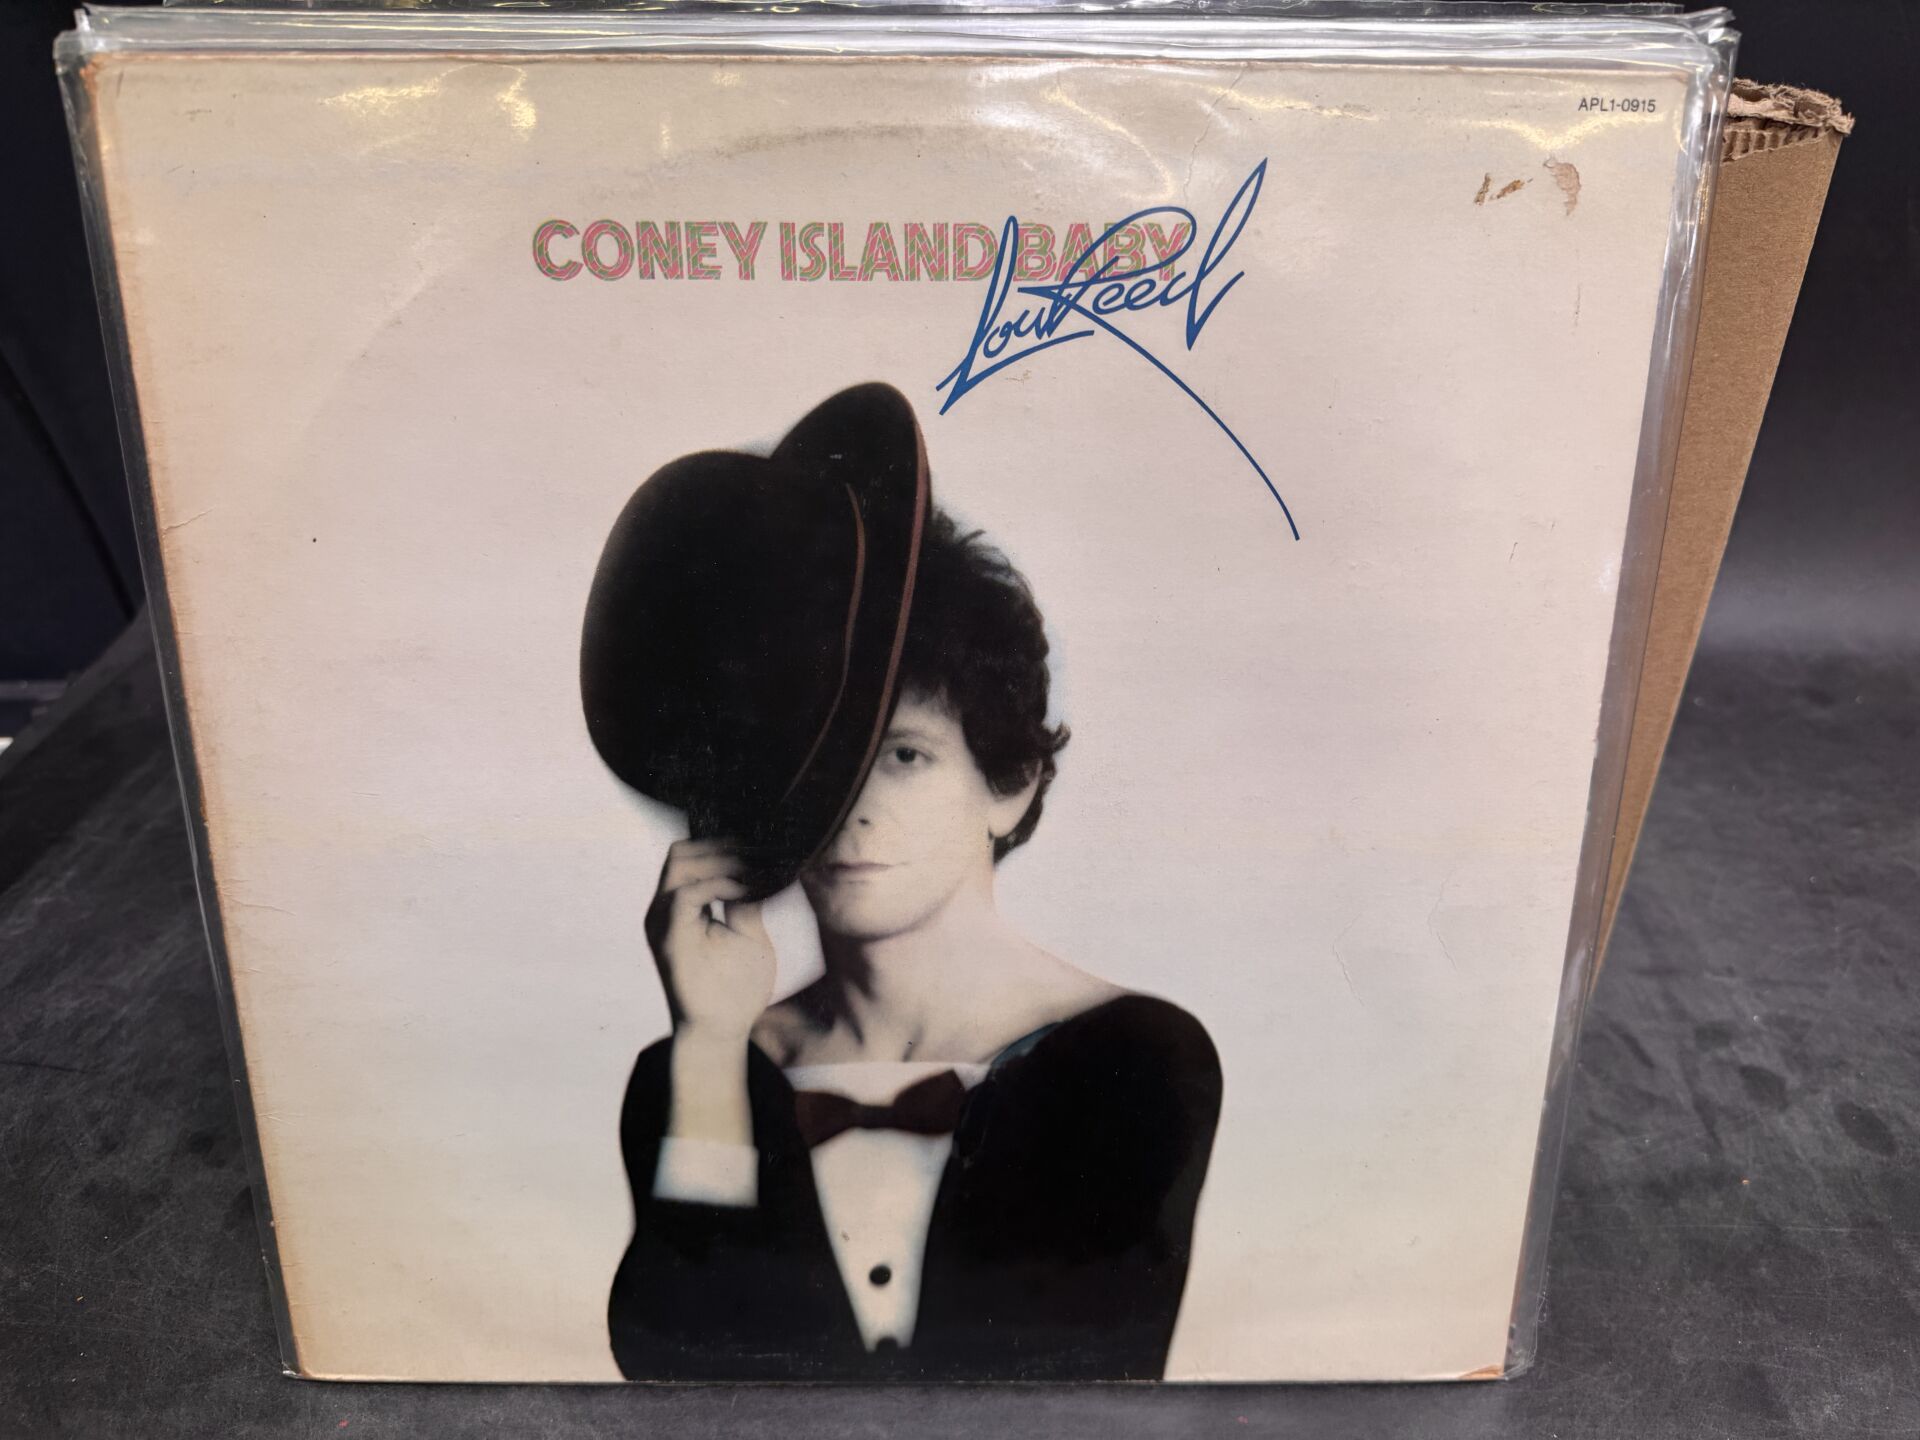 APL1-0915
CONEY ISLAND BABY
Lou Reed